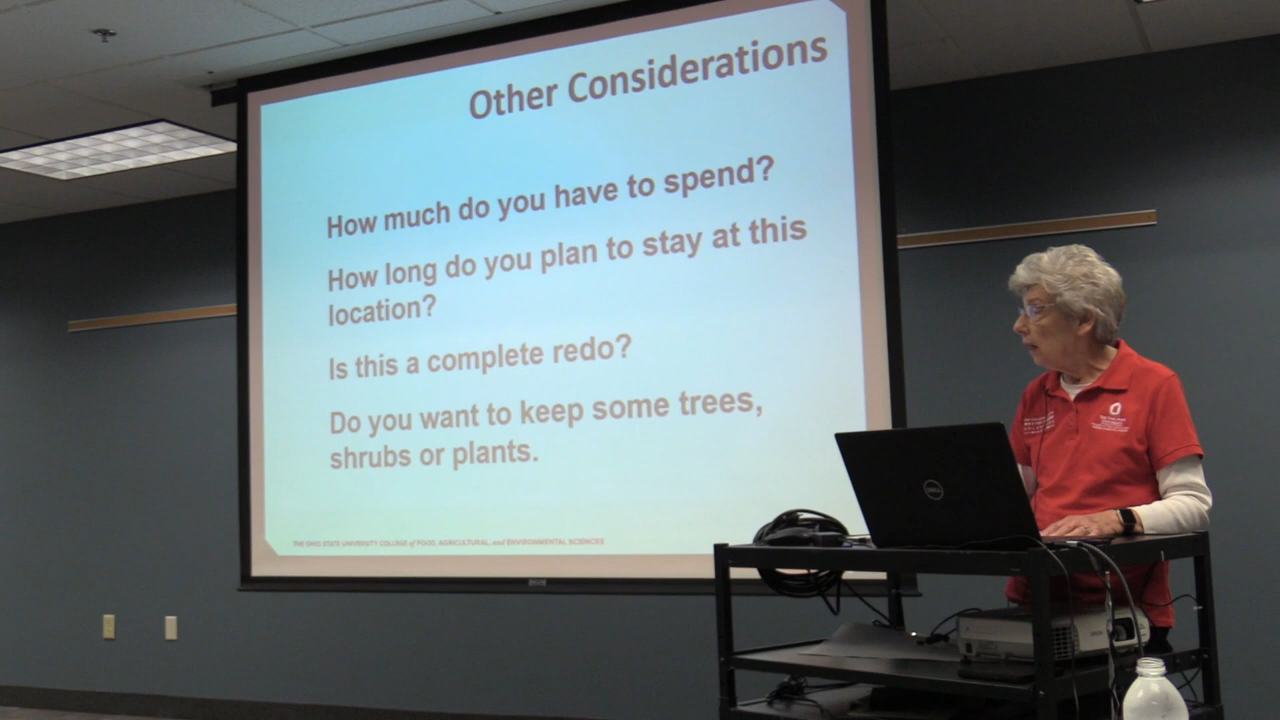 Other Considerations
How much do you have to spend?
How long do you plan to stay at this
location?
Is this a complete redo?
Do you want to keep some trees,
shrubs or plants.
THE OHIO STATE UNIVERSITY COLLEGE of FOOD, AGRICULTURAL, and ENVIRONMENTAL SCIENCES
DELL
EPSON